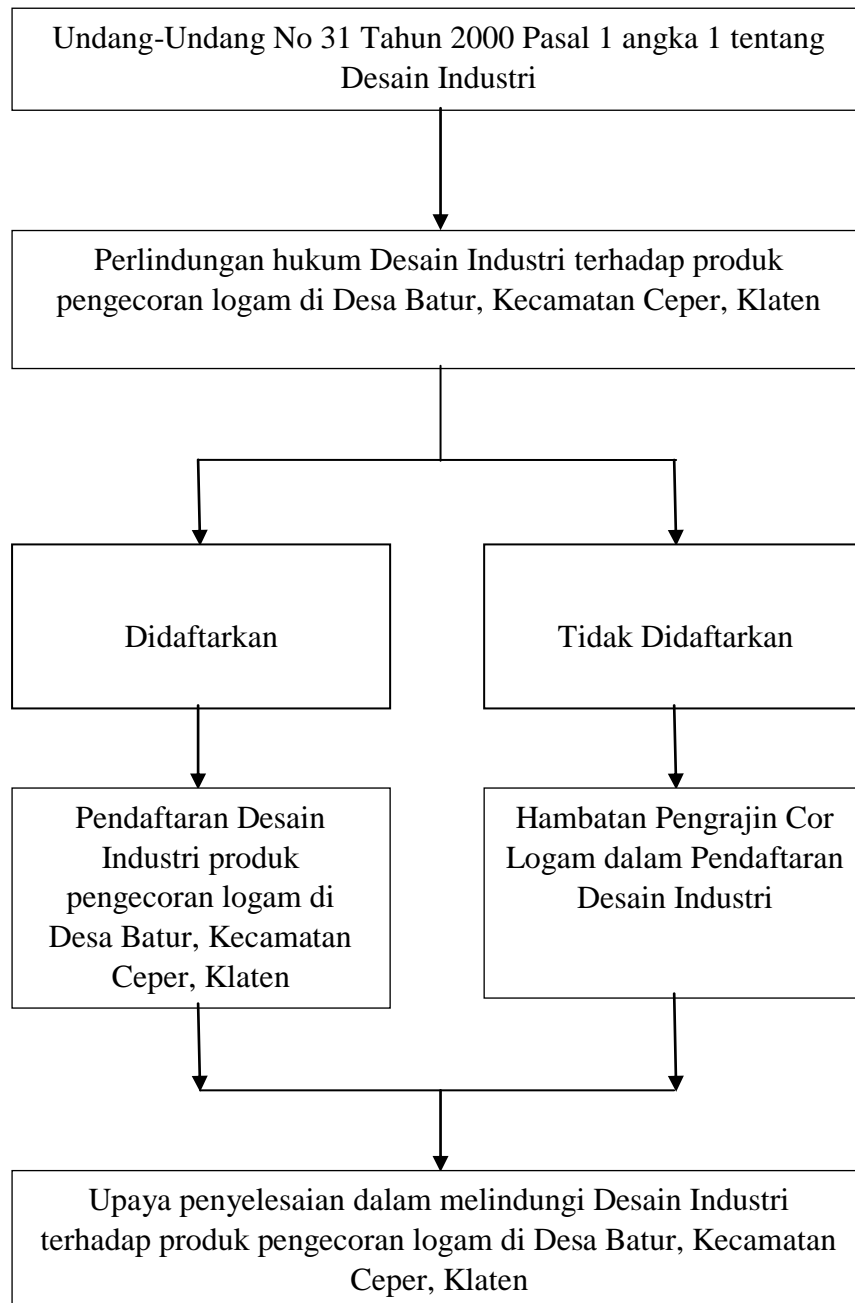 Undang-Undang No 31 Tahun 2000 Pasal 1 angka 1 tentang
Desain Industri
Perlindungan hukum Desain Industri terhadap produk
pengecoran logam di Desa Batur, Kecamatan Ceper, Klaten
Didaftarkan
Tidak Didaftarkan
Pendaftaran Desain
Industri produk
pengecoran logam di
Desa Batur, Kecamatan
Ceper, Klaten
Hambatan Pengrajin Cor
Logam dalam Pendaftaran
Desain Industri
Upaya penyelesaian dalam melindungi Desain Industri
terhadap produk pengecoran logam di Desa Batur, Kecamatan
Ceper, Klaten